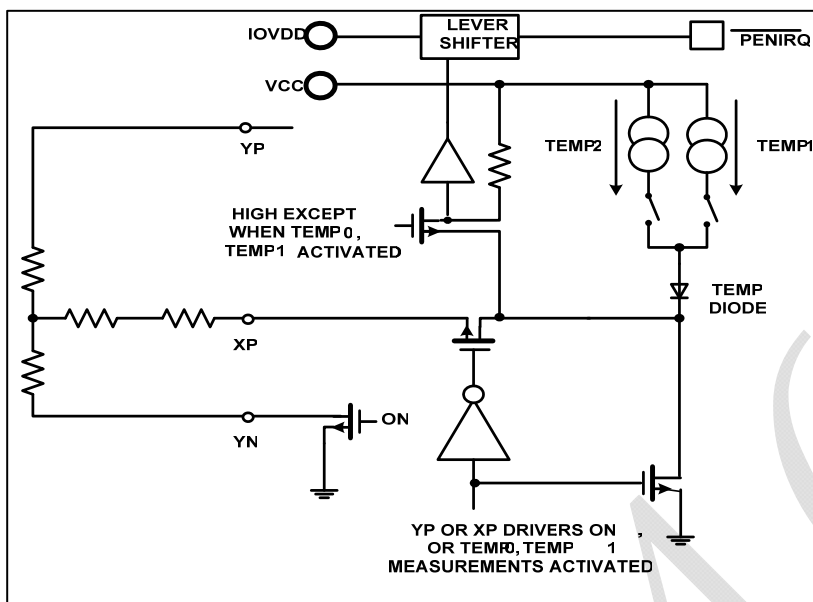 LEVER
SHIFTER
IOVDD
PENIRQ
VCC
TEMP2
TEMP1
YP
HIGH EXCEPT
WHEN TEMP0,
TEMP1 ACTIVATED
TEMP
DIODE
XP
YN
ON
YP OR XP DRIVERS ON ,
OR TEMP0, TEMP 1
MEASUREMENTS ACTIVATED